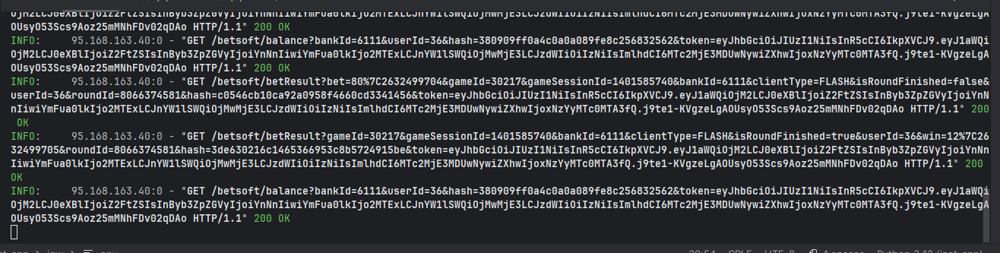 OUsyO53Scs9Aoz25mMNhFDv02qDAo HTTP/1.1" 200 OK
INFO:     95.168.163.40:0 - "GET /betsoft/balance?bankId=6111&userId=36&hash=380909ff0a4c0a0a089fe8c256832562&token=eyJhbGciOiJIUzI1NiIsInR5cCI6IkpXVCJ9.eyJ1aWQi
OjM2LCJ0eXBlIjoiZ2FtZSIsInByb3ZpZGVyIjoiYnNnIiwiYmFua0lkIjo2MTExLCJnYW1lSWQiOjMwMjE3LCJzdWIiOiIzNiIsImlhdCI6MTc2MjE3MDUwNywiZXhwIjoxNzYyMTc0MTA3fQ.j9te1-KVgzeLgA
OUsyO53Scs9Aoz25mMNhFDv02qDAo HTTP/1.1" 200 OK
INFO:     95.168.163.40:0 - "GET /betsoft/betResult?bet=80%7C2632499704&gameId=30217&gameSessionId=1401585740&bankId=6111&clientType=FLASH&isRoundFinished=false&
userId=36&roundId=8066374581&hash=c0546cb10ca92a0958f4660cd3341456&token=eyJhbGciOiJIUzI1NiIsInR5cCI6IkpXVCJ9.eyJ1aWQiOjM2LCJ0eXBlIjoiZ2FtZSIsInByb3ZpZGVyIjoiYnN
nIiwiYmFua0lkIjo2MTExLCJnYW1lSWQiOjMwMjE3LCJzdWIiOiIzNiIsImlhdCI6MTc2MjE3MDUwNywiZXhwIjoxNzYyMTc0MTA3fQ.j9te1-KVgzeLgAOUsyO53Scs9Aoz25mMNhFDv02qDAo HTTP/1.1" 200
OK
INFO:     95.168.163.40:0 - "GET /betsoft/betResult?gameId=30217&gameSessionId=1401585740&bankId=6111&clientType=FLASH&isRoundFinished=true&userId=36&win=12%7C26
32499705&roundId=8066374581&hash=3de630216c1465366953c8b5724915be&token=eyJhbGciOiJIUzI1NiIsInR5cCI6IkpXVCJ9.eyJ1aWQiOjM2LCJ0eXBlIjoiZ2FtZSIsInByb3ZpZGVyIjoiYnNn
IiwiYmFua0lkIjo2MTExLCJnYW1lSWQiOjMwMjE3LCJzdWIiOiIzNiIsImlhdCI6MTc2MjE3MDUwNywiZXhwIjoxNzYyMTc0MTA3fQ.j9te1-KVgzeLgAOUsyO53Scs9Aoz25mMNhFDv02qDAo HTTP/1.1" 200
OK
INFO:     95.168.163.40:0 - "GET /betsoft/balance?bankId=6111&userId=36&hash=380909ff0a4c0a0a089fe8c256832562&token=eyJhbGciOiJIUzI1NiIsInR5cCI6IkpXVCJ9.eyJ1aWQi
OjM2LCJ0eXBlIjoiZ2FtZSIsInByb3ZpZGVyIjoiYnNnIiwiYmFua0lkIjo2MTExLCJnYW1lSWQiOjMwMjE3LCJzdWIiOiIzNiIsImlhdCI6MTc2MjE3MDUwNywiZXhwIjoxNzYyMTc0MTA3fQ.j9te1-KVgzeLgA
OUsyO53Scs9Aoz25mMNhFDv02qDAo HTTP/1.1" 200 OK